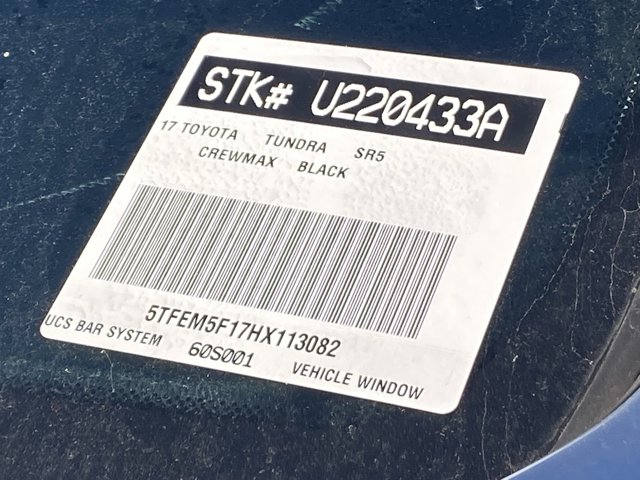 STK# U220433A
17 TOYOTA TUNDRA SR5
CREWMAX BLACK
5TFEM5F17HX113082
UCS BAR SYSTEM 60S001 VEHICLE WINDOW